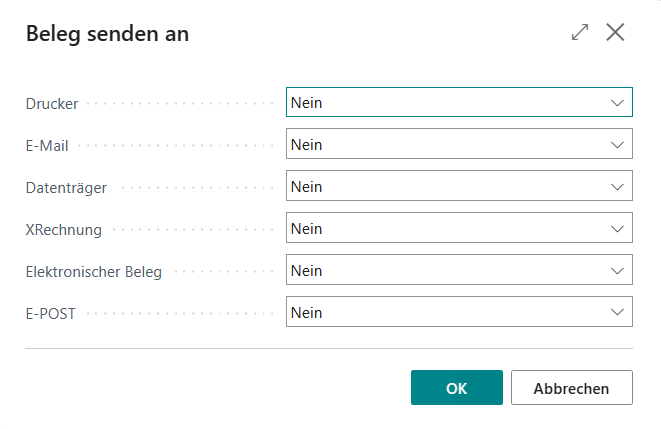 Beleg senden an
Drucker Nein
E-Mail Nein
Datenträger Nein
XRechnung Nein
Elektronischer Beleg Nein
E-POST Nein
OK Abbrechen